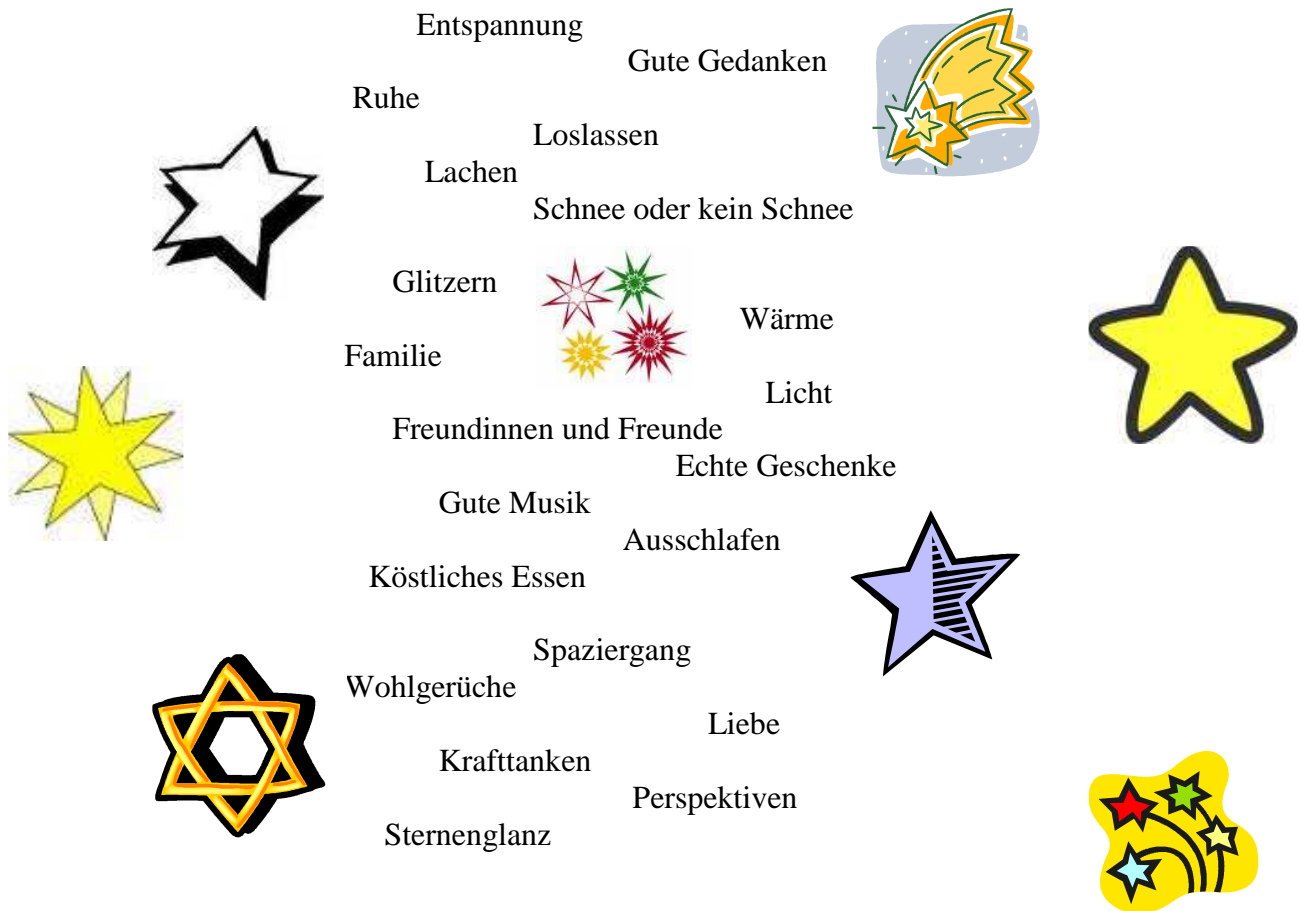 Entspannung
Gute Gedanken
Ruhe
Loslassen
Lachen
Schnee oder kein Schnee
Glitzern
Wärme
Familie
Licht
Freundinnen und Freunde
Echte Geschenke
Gute Musik
Ausschlafen
Köstliches Essen
Spaziergang
Wohlgerüche
Liebe
Krafttanken
Perspektiven
Sternenglanz